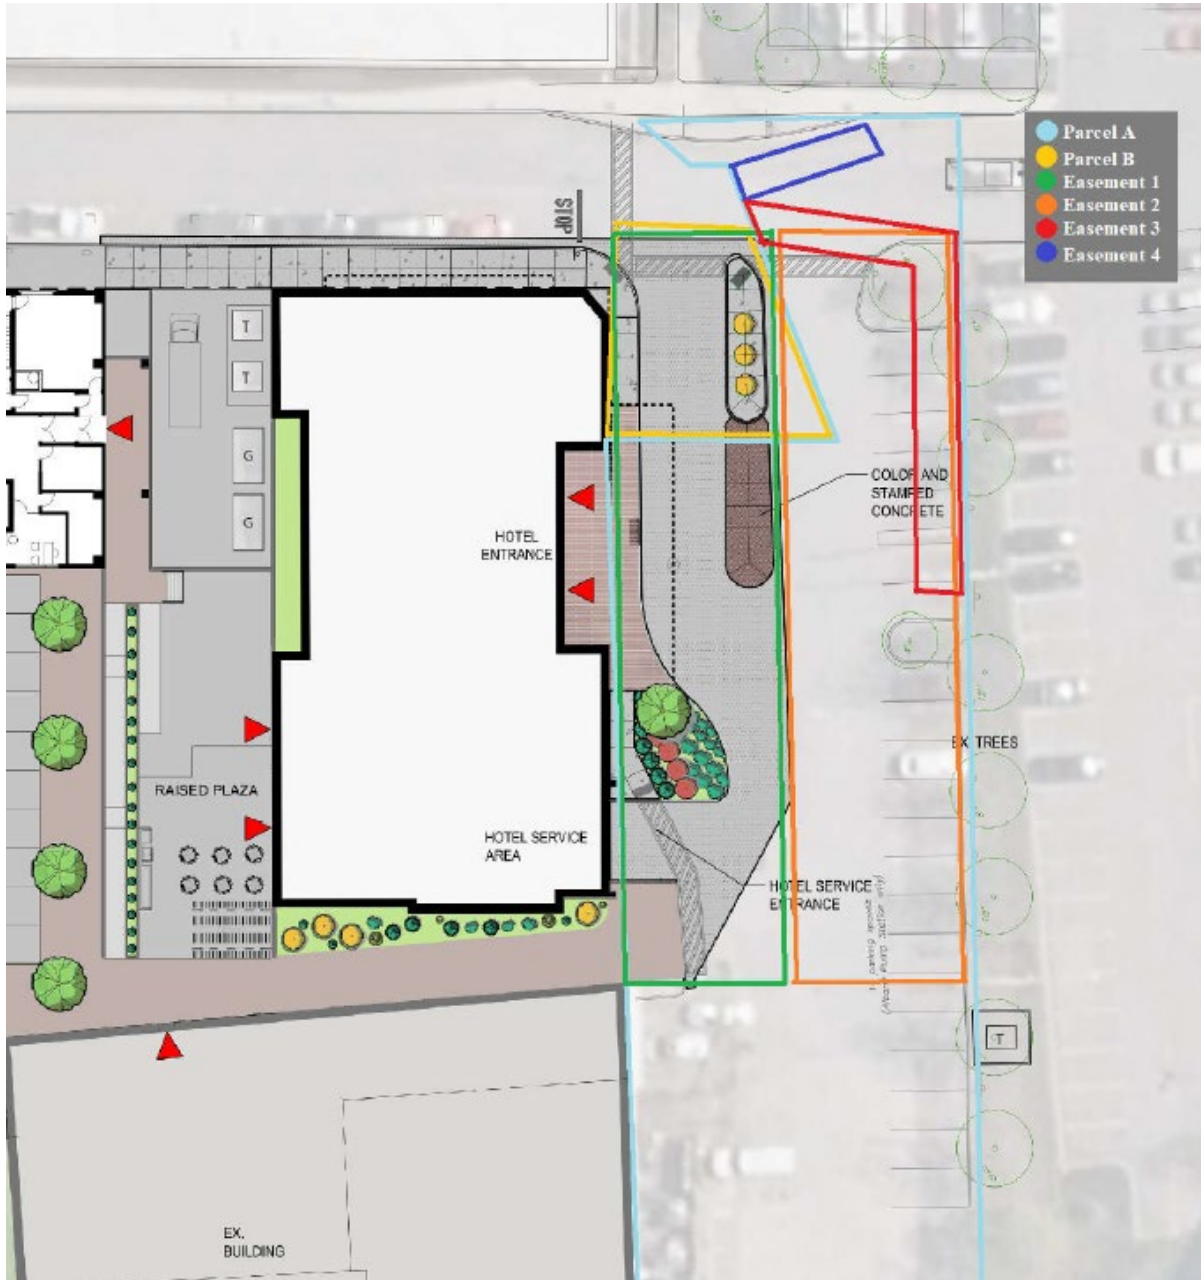 Parcel A
Parcel B
Easement 1
Easement 2
Easement 3
Easement 4
STOP
T
T
G
G
HOTEL
ENTRANCE
COLOR AND
STAMPED
CONCRETE
EX. TREES
RAISED PLAZA
HOTEL SERVICE
AREA
HOTEL SERVICE
ENTRANCE
T
EX.
BUILDING